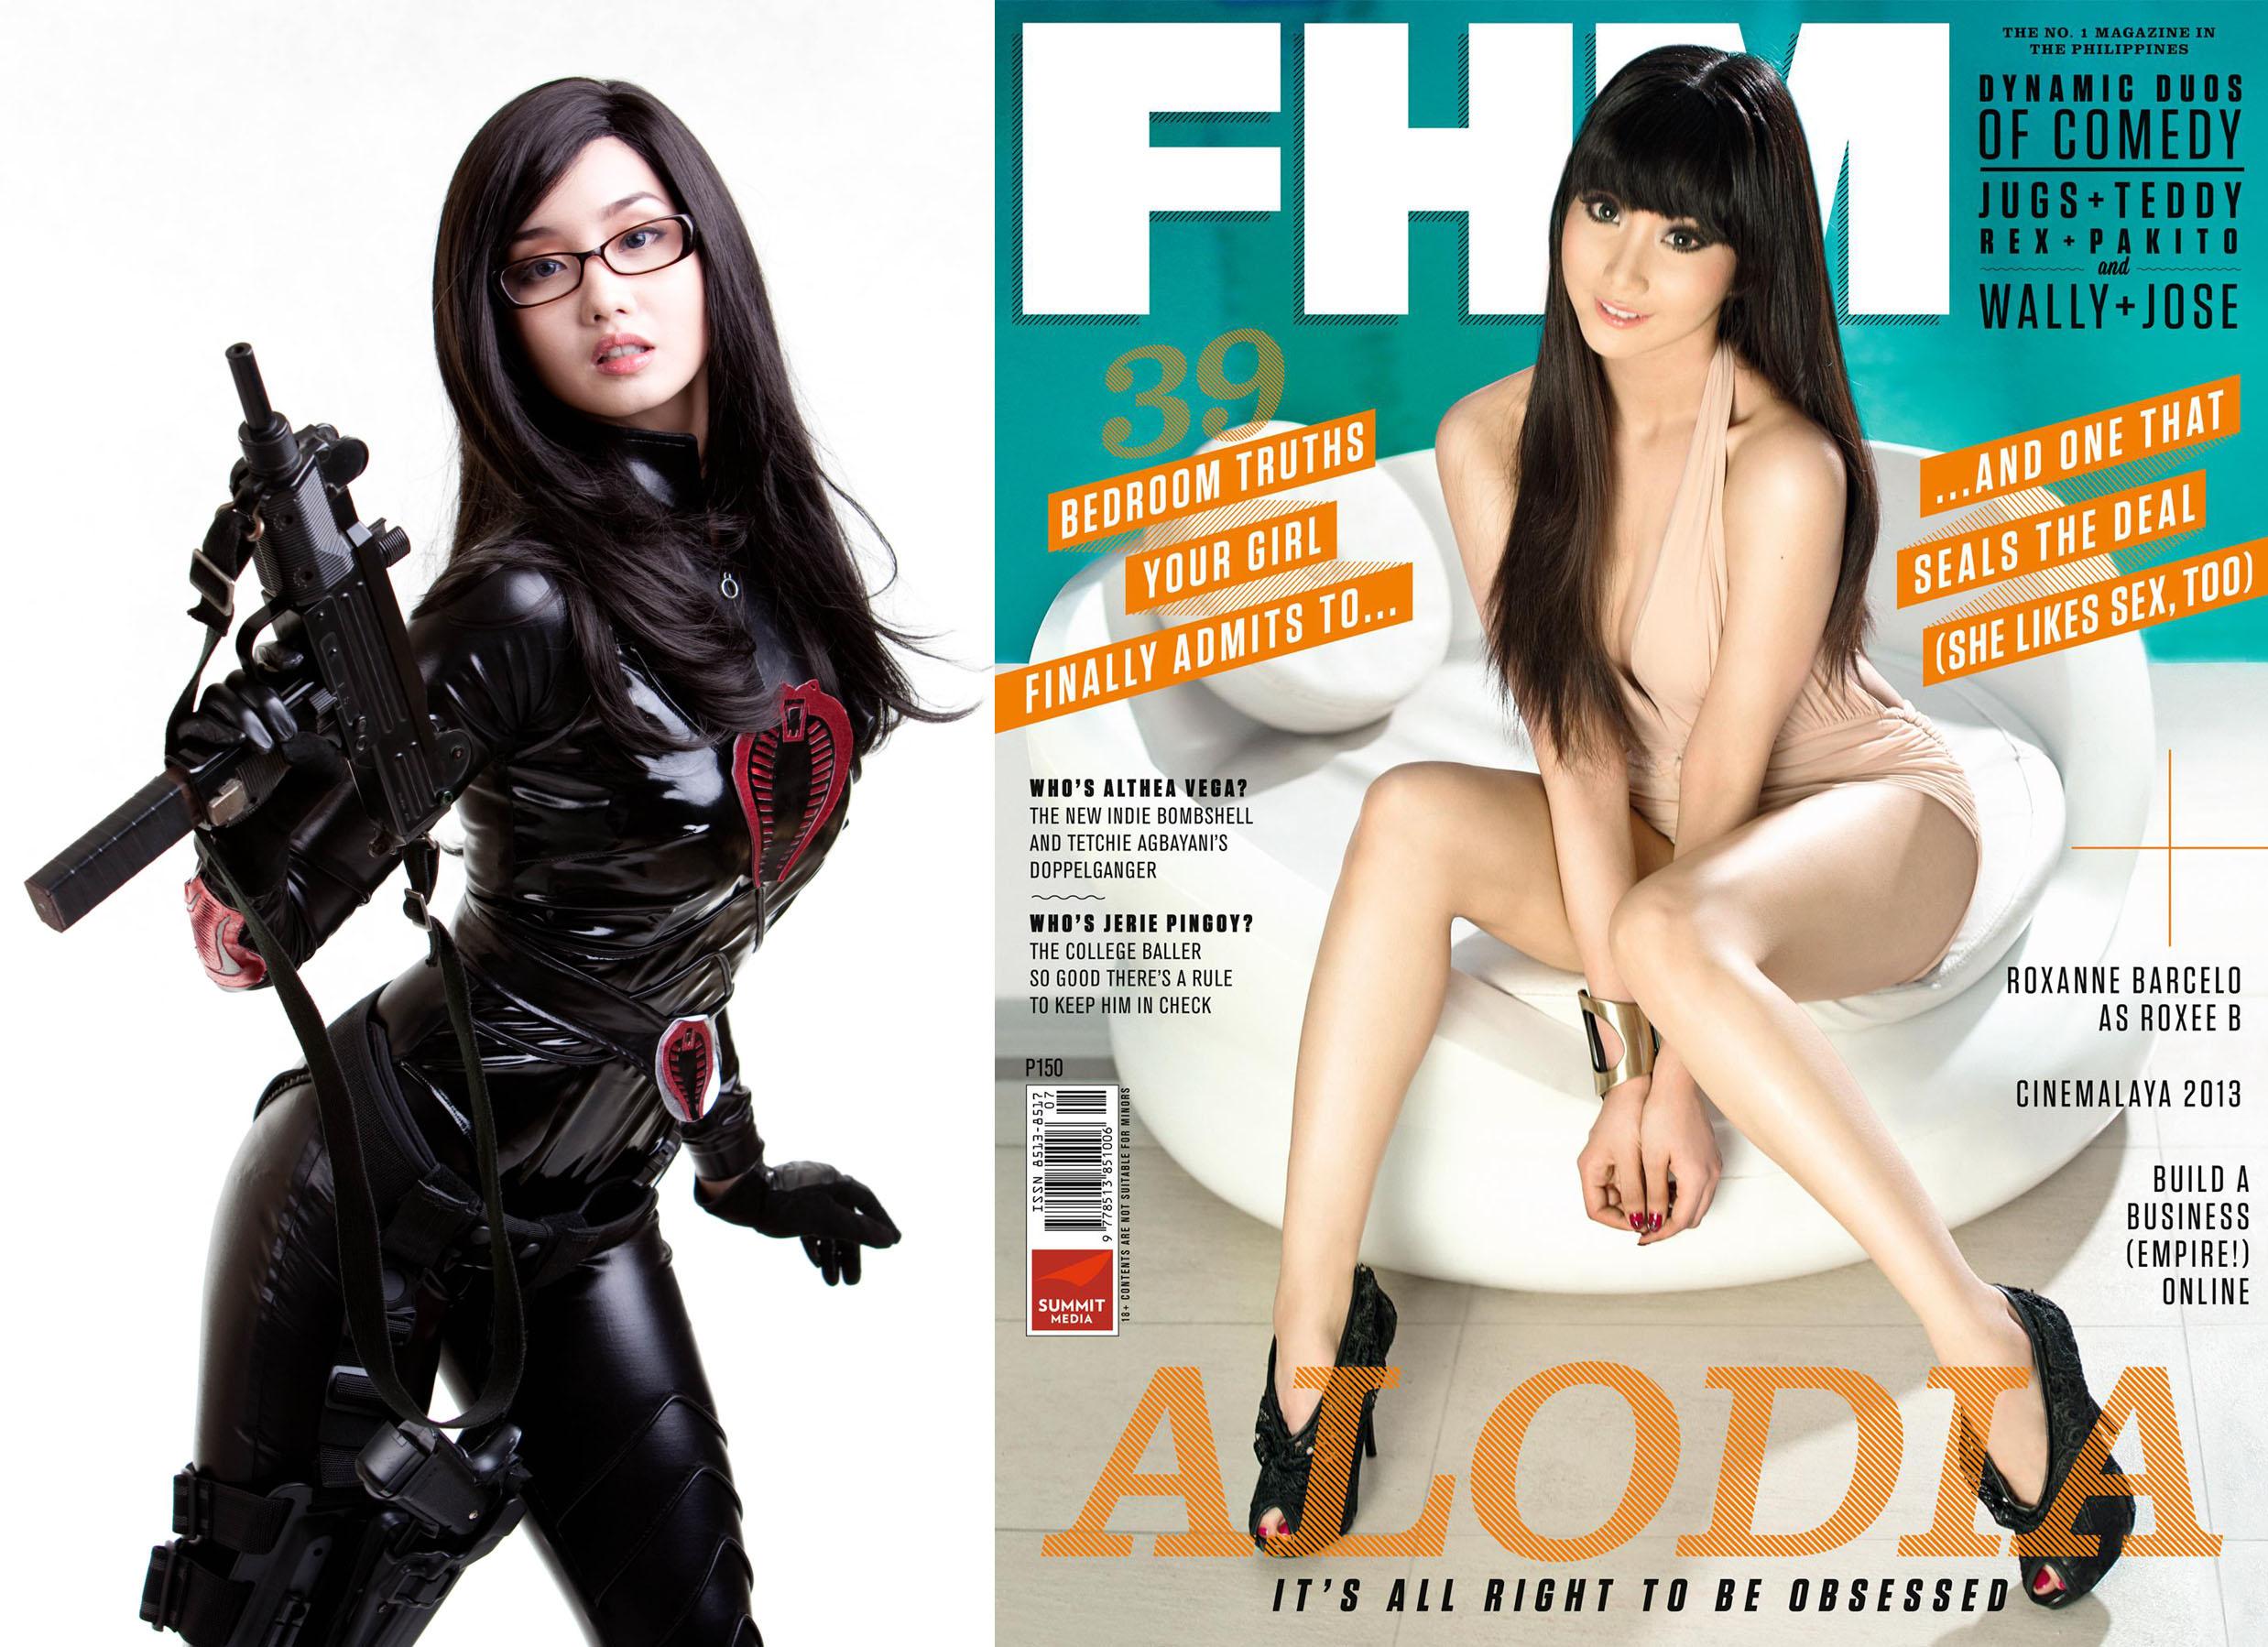 FHM
THE NO. 1 MAGAZINE IN
THE PHILIPPINES
DYNAMIC DUOS
OF COMEDY
JUGS+TEDDY
REX+PAKITO
and
WALLY+JOSE
39
BEDROOM TRUTHS
YOUR GIRL
FINALLY ADMITS TO...
...AND ONE THAT
SEALS THE DEAL
(SHE LIKES SEX, TOO)
WHO'S ALTHEA VEGA?
THE NEW INDIE BOMBSHELL
AND TETCHIE AGBAYANI'S
DOPPELGANGER
WHO'S JERIE PINGOY?
THE COLLEGE BALLER
SO GOOD THERE'S A RULE
TO KEEP HIM IN CHECK
ROXANNE BARCELO
AS ROXEE B
CINEMALAYA 2013
BUILD A
BUSINESS
(EMPIRE!)
ONLINE
P150
ISSN 8513-8517
07
9 778513 851006
18+ CONTENTS ARE NOT SUITABLE FOR MINORS
SUMMIT
MEDIA
ALODIA
IT'S ALL RIGHT TO BE OBSESSED